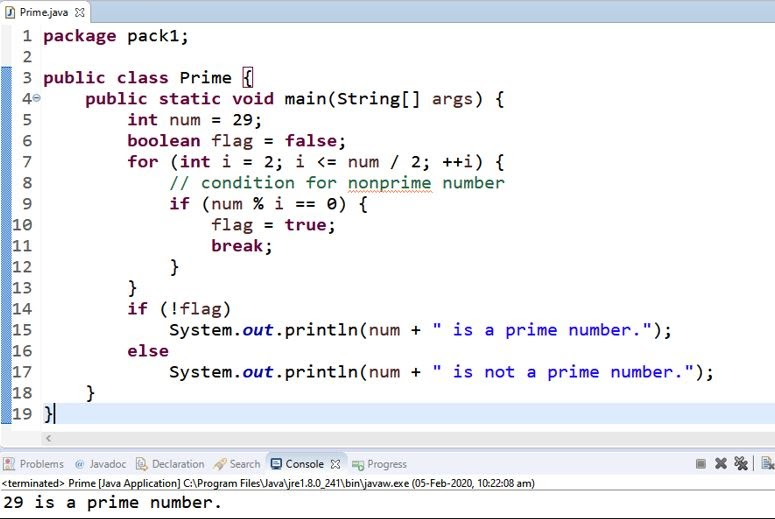 Prime.java
1 package pack1;
2
3 public class Prime {
4     public static void main(String[] args) {
5         int num = 29;
6         boolean flag = false;
7         for (int i = 2; i <= num / 2; ++i) {
8             // condition for nonprime number
9             if (num % i == 0) {
10                 flag = true;
11                 break;
12             }
13         }
14         if (!flag)
15             System.out.println(num + " is a prime number.");
16         else
17             System.out.println(num + " is not a prime number.");
18     }
19 }
Problems @ Javadoc Declaration Search Console Progress
<terminated> Prime [Java Application] C:\Program Files\Java\jre1.8.0_241\bin\javaw.exe (05-Feb-2020, 10:22:08 am)
29 is a prime number.